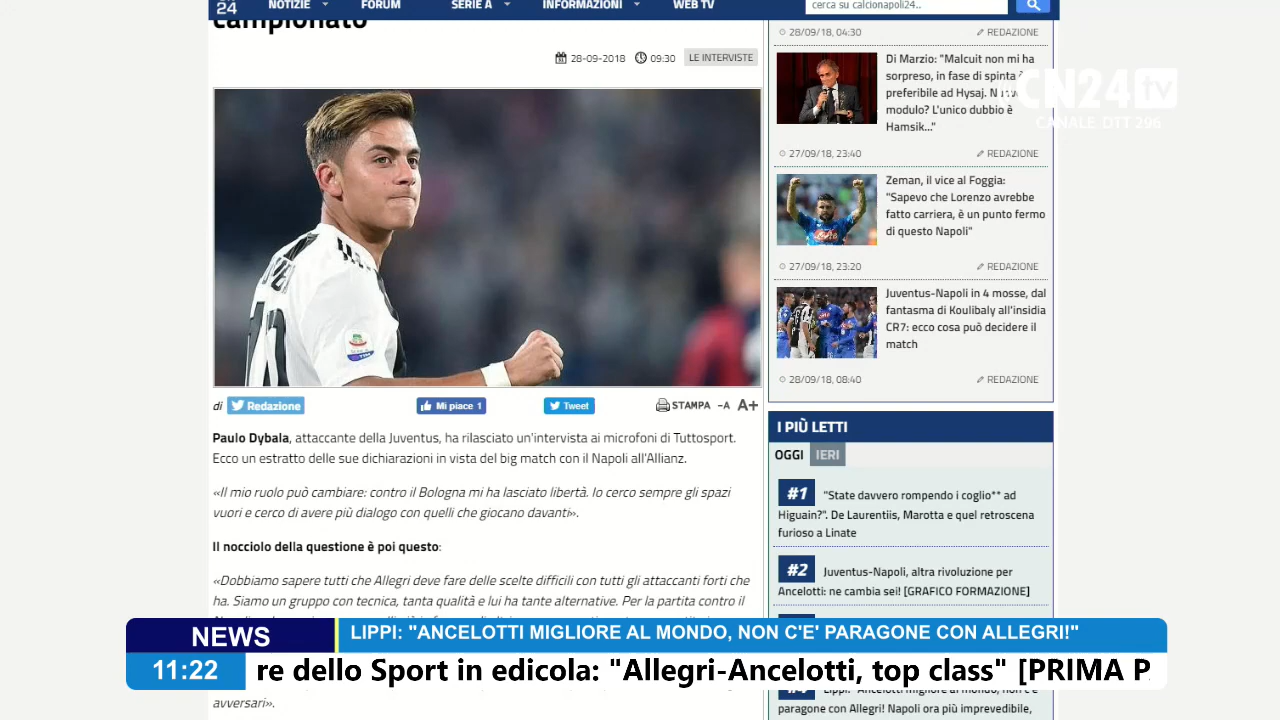 24
NOTIZIE
FORUM
SERIE A
INFORMAZIONI
WEB TV
cerca su calcionapoli24..
campionato
28-09-2018
09:30
LE INTERVISTE
di Redazione
Mi piace 1
Tweet
STAMPA -A A+
Paulo Dybala, attaccante della Juventus, ha rilasciato un'intervista ai microfoni di Tuttosport.
Ecco un estratto delle sue dichiarazioni in vista del big match con il Napoli all'Allianz.
«Il mio ruolo può cambiare: contro il Bologna mi ha lasciato libertà. Io cerco sempre gli spazi
vuori e cerco di avere più dialogo con quelli che giocano davanti».
Il nocciolo della questione è poi questo:
«Dobbiamo sapere tutti che Allegri deve fare delle scelte difficili con tutti gli attaccanti forti che
ha. Siamo un gruppo con tecnica, tanta qualità e lui ha tante alternative. Per la partita contro il
avversari».
28/09/18, 04:30
REDAZIONE
Di Marzio: "Malcuit non mi ha
sorpreso, in fase di spinta è
preferibile ad Hysaj.
modulo? L'unico dubbio è
Hamsik..."
27/09/18, 23:40
REDAZIONE
Zeman, il vice al Foggia:
"Sapevo che Lorenzo avrebbe
fatto carriera, è un punto fermo
di questo Napoli"
27/09/18, 23:20
REDAZIONE
Juventus-Napoli in 4 mosse, dal
fantasma di Koulibaly all'insidia
CR7: ecco cosa può decidere il
match
28/09/18, 08:40
REDAZIONE
CN24 tv
CANALE DTT 296
I PIÙ LETTI
OGGI IERI
#1 "State davvero rompendo i coglio** ad
Higuain?". De Laurentiis, Marotta e quel retroscena
furioso a Linate
#2 Juventus-Napoli, altra rivoluzione per
Ancelotti: ne cambia sei! [GRAFICO FORMAZIONE]
paragone con Allegri! Napoli ora più imprevedibile,
NEWS
LIPPI: "ANCELOTTI MIGLIORE AL MONDO, NON C'E' PARAGONE CON ALLEGRI!"
11:22
re dello Sport in edicola: "Allegri-Ancelotti, top class" [PRIMA P